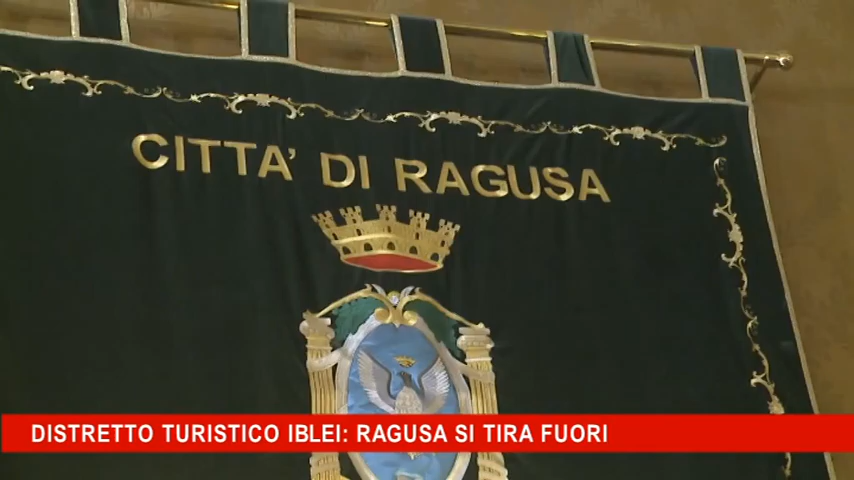 CITTA' DI RAGUSA
DISTRETTO TURISTICO IBLEI: RAGUSA SI TIRA FUORI